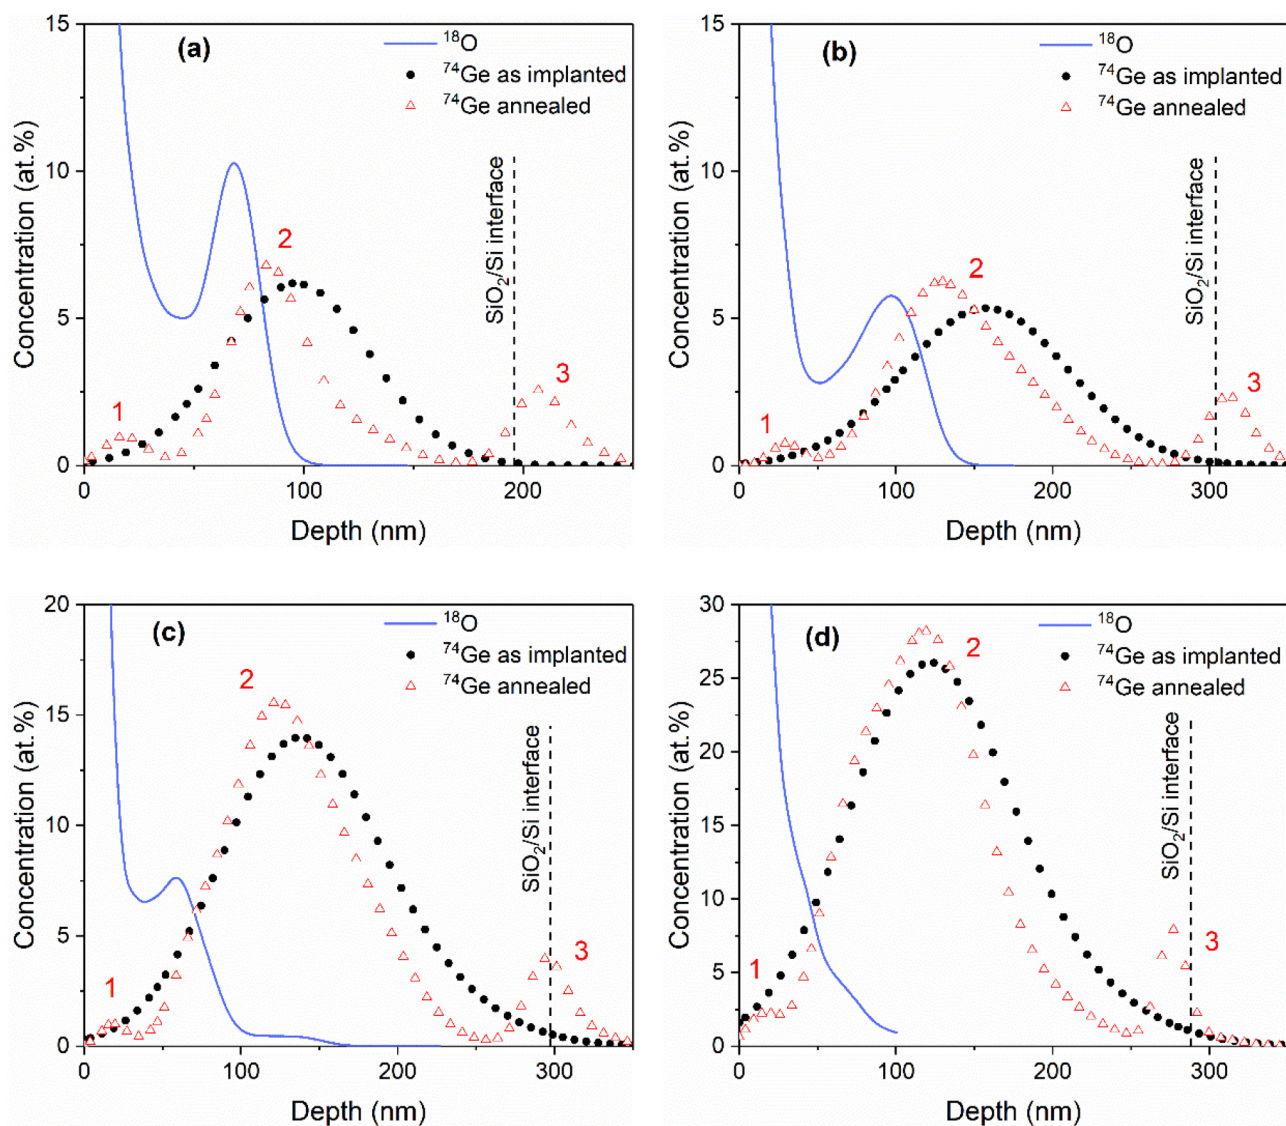 (a)
¹⁸O
⁷⁴Ge as implanted
⁷⁴Ge annealed
15
10
5
0
Concentration (at.%)
1
2
3
SiO₂/Si interface
0
100
200
Depth (nm)
(b)
¹⁸O
⁷⁴Ge as implanted
⁷⁴Ge annealed
15
10
5
0
Concentration (at.%)
1
2
3
SiO₂/Si interface
0
100
200
300
Depth (nm)
(c)
¹⁸O
⁷⁴Ge as implanted
⁷⁴Ge annealed
20
15
10
5
0
Concentration (at.%)
1
2
3
SiO₂/Si interface
0
100
200
300
Depth (nm)
(d)
¹⁸O
⁷⁴Ge as implanted
⁷⁴Ge annealed
30
25
20
15
10
5
0
Concentration (at.%)
1
2
3
SiO₂/Si interface
0
100
200
300
Depth (nm)